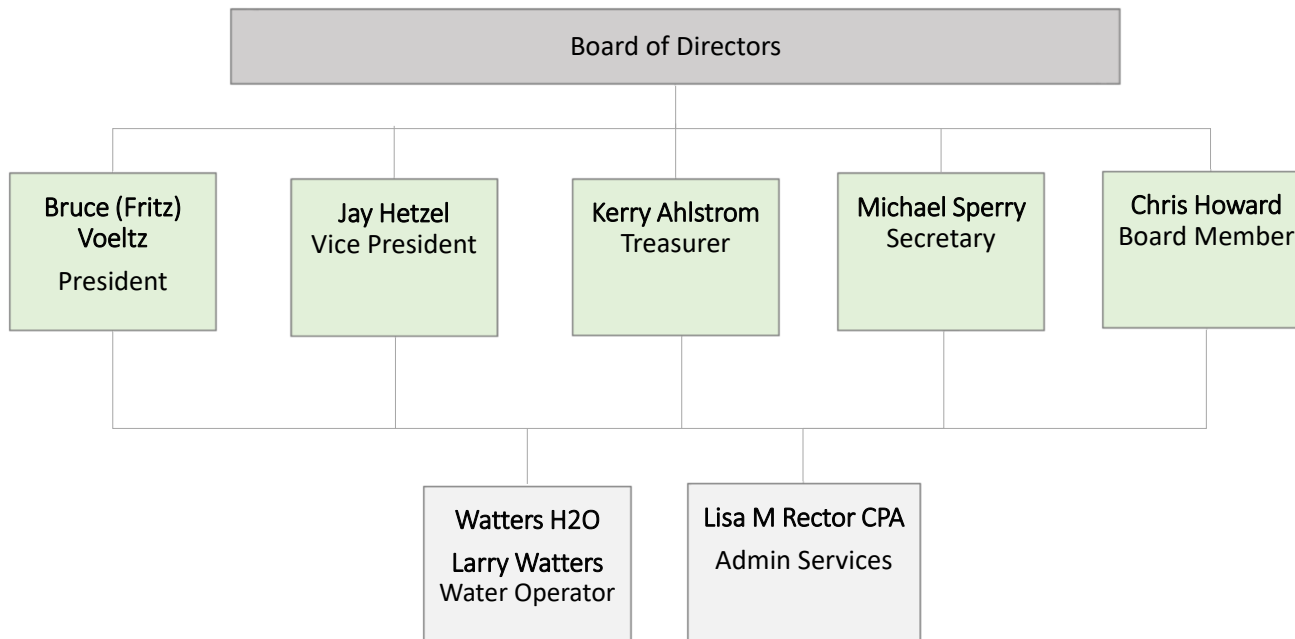 Board of Directors
Bruce (Fritz)
Voeltz
President
Jay Hetzel
Vice President
Kerry Ahlstrom
Treasurer
Michael Sperry
Secretary
Chris Howard
Board Member
Watters H2O
Larry Watters
Water Operator
Lisa M Rector CPA
Admin Services